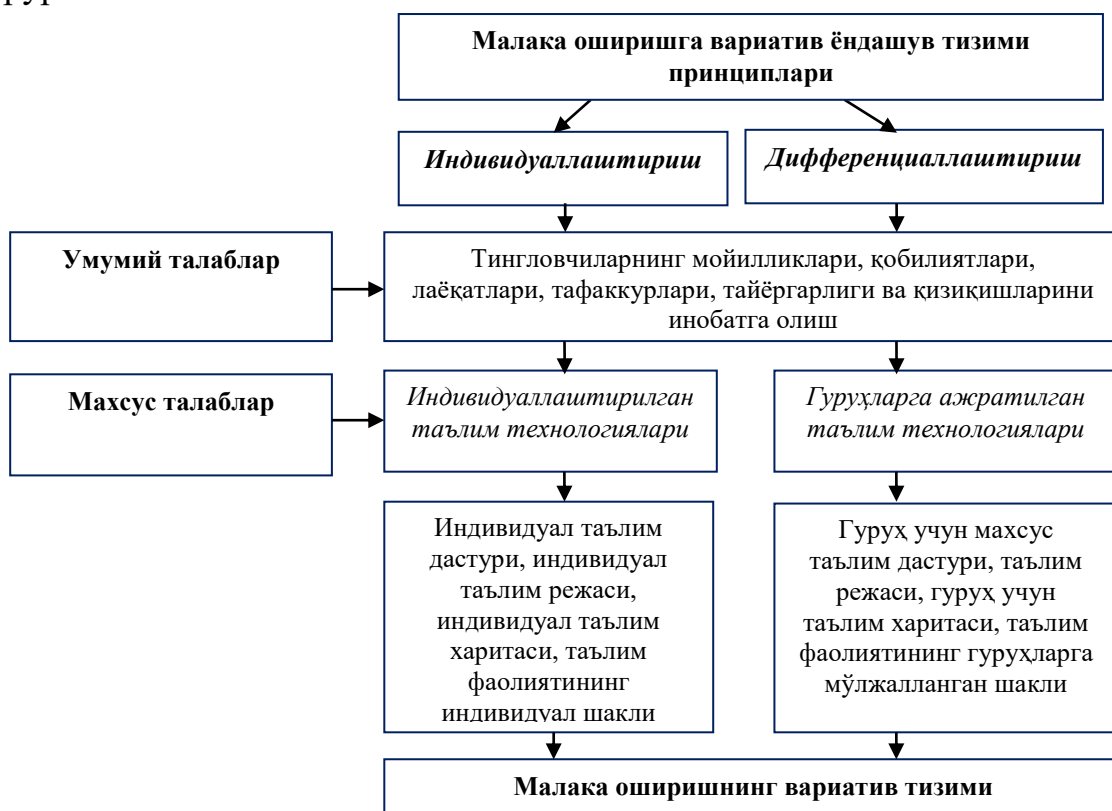 Малака оширишга вариатив ёндашув тизими
принциплари
Индивидуаллаштириш
Дифференциаллаштириш
Умумий талаблар
Тингловчиларнинг мойилликлари, қобилиятлари,
лаёқатлари, тафаккурлари, тайёргарлиги ва қизиқишларини
инобатга олиш
Махсус талаблар
Индивидуаллаштирилган
таълим технологиялари
Гуруҳларга ажратилган
таълим технологиялари
Индивидуал таълим
дастури, индивидуал
таълим режаси,
индивидуал таълим
харитаси, таълим
фаолиятининг
индивидуал шакли
Гуруҳ учун махсус
таълим дастури, таълим
режаси, гуруҳ учун
таълим харитаси, таълим
фаолиятининг гуруҳларга
мўлжалланган шакли
Малака оширишнинг вариатив тизими